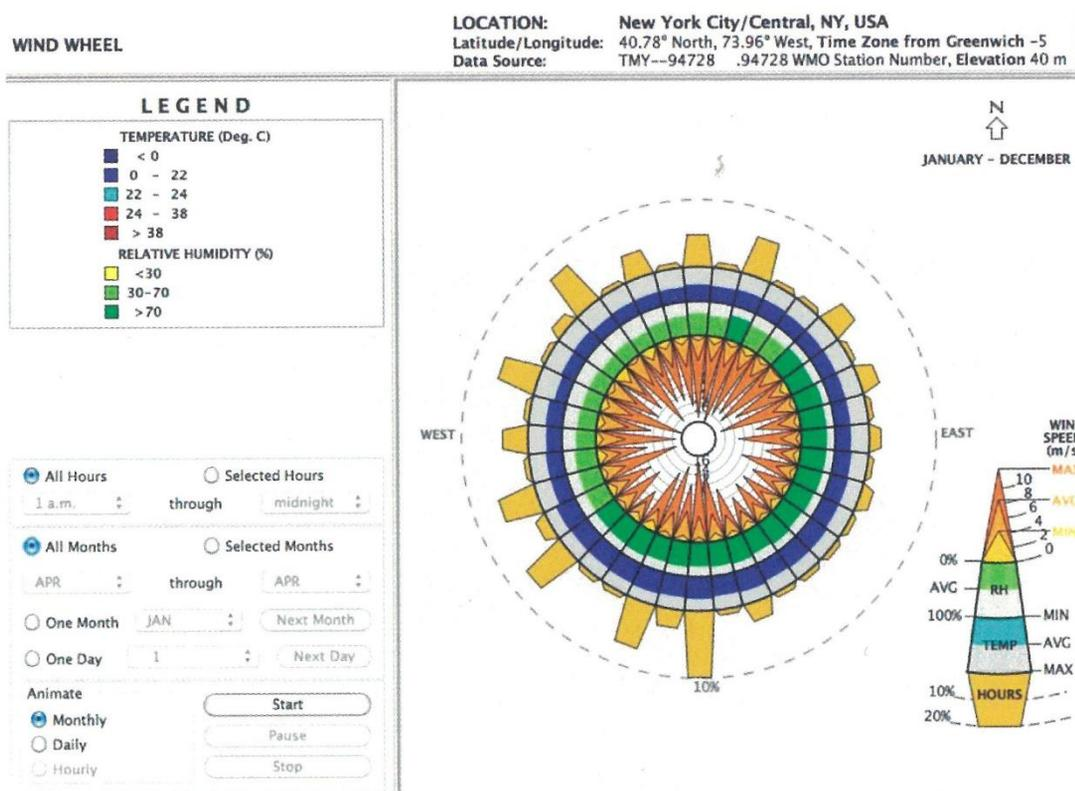 WIND WHEEL
LOCATION: New York City/Central, NY, USA
Latitude/Longitude: 40.78° North, 73.96° West, Time Zone from Greenwich -5
Data Source: TMY--94728 .94728 WMO Station Number, Elevation 40 m
LEGEND
TEMPERATURE (Deg. C)
< 0
0 - 22
22 - 24
24 - 38
> 38
RELATIVE HUMIDITY (%)
<30
30-70
>70
All Hours
Selected Hours
1 a.m. through midnight
All Months
Selected Months
APR through APR
One Month JAN Next Month
One Day 1 Next Day
Animate
Monthly
Daily
Hourly
Start
Pause
Stop
N
JANUARY - DECEMBER
WEST
EAST
10%
WIN
SPEE
(m/s
MAX
10
8
AVG
6
4
MIN
2
0
0%
AVG
RH
100%
MIN
TEMP
AVG
MAX
HOURS
10%
20%